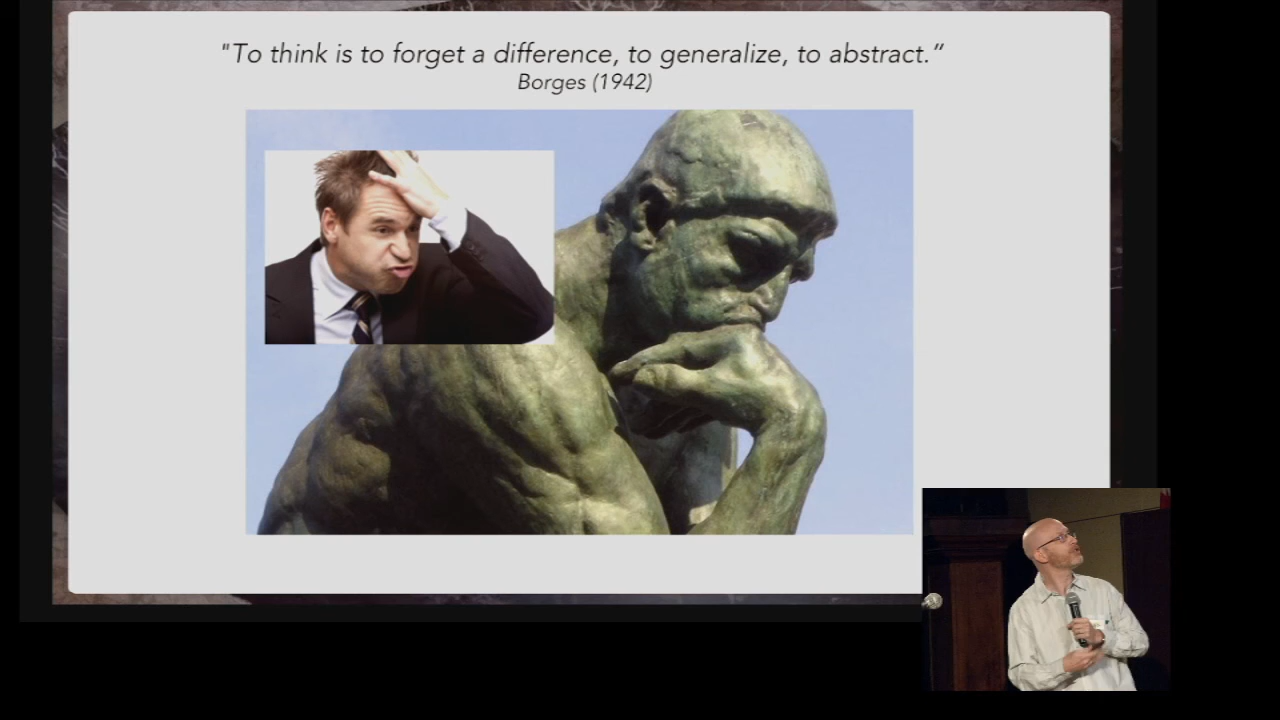 "To think is to forget a difference, to generalize, to abstract.”
Borges (1942)